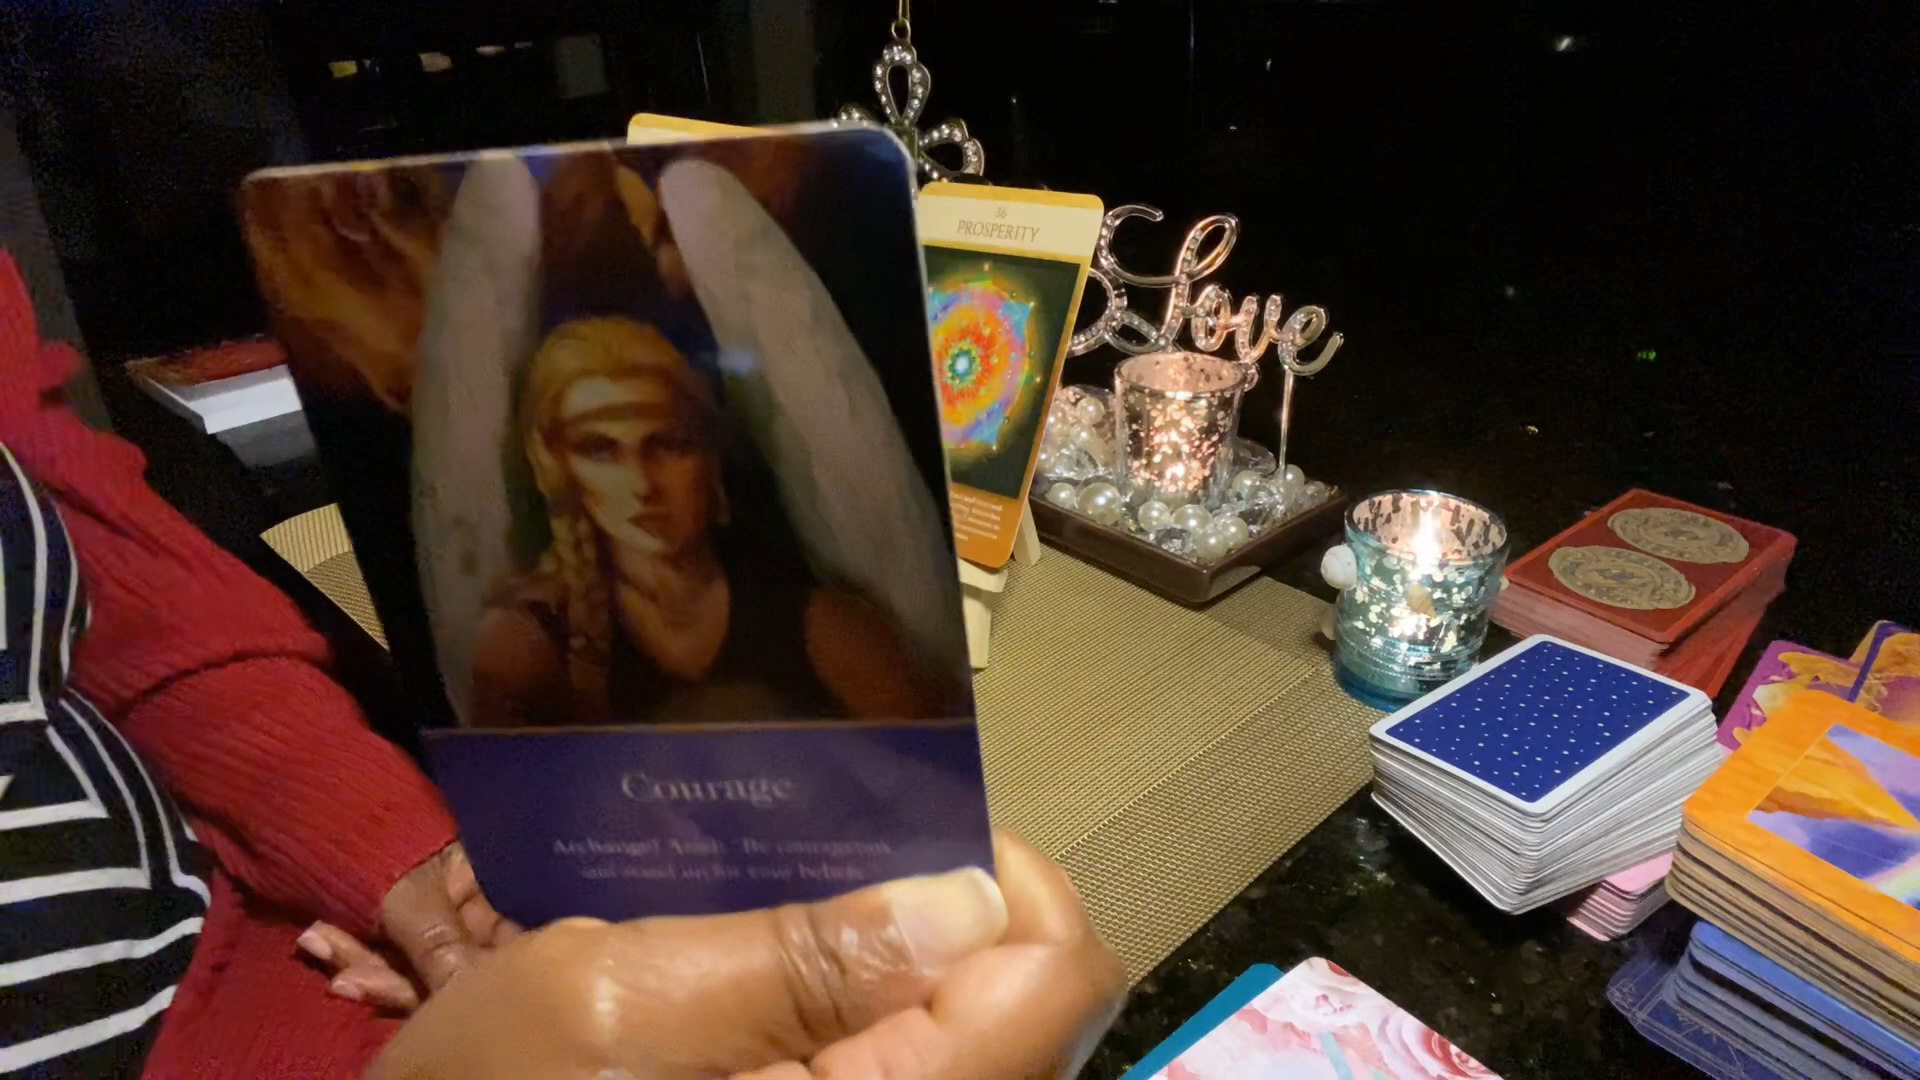 36
PROSPERITY
Love
Courage
Archangel Ariel: "Be courageous
and stand up for your beliefs.